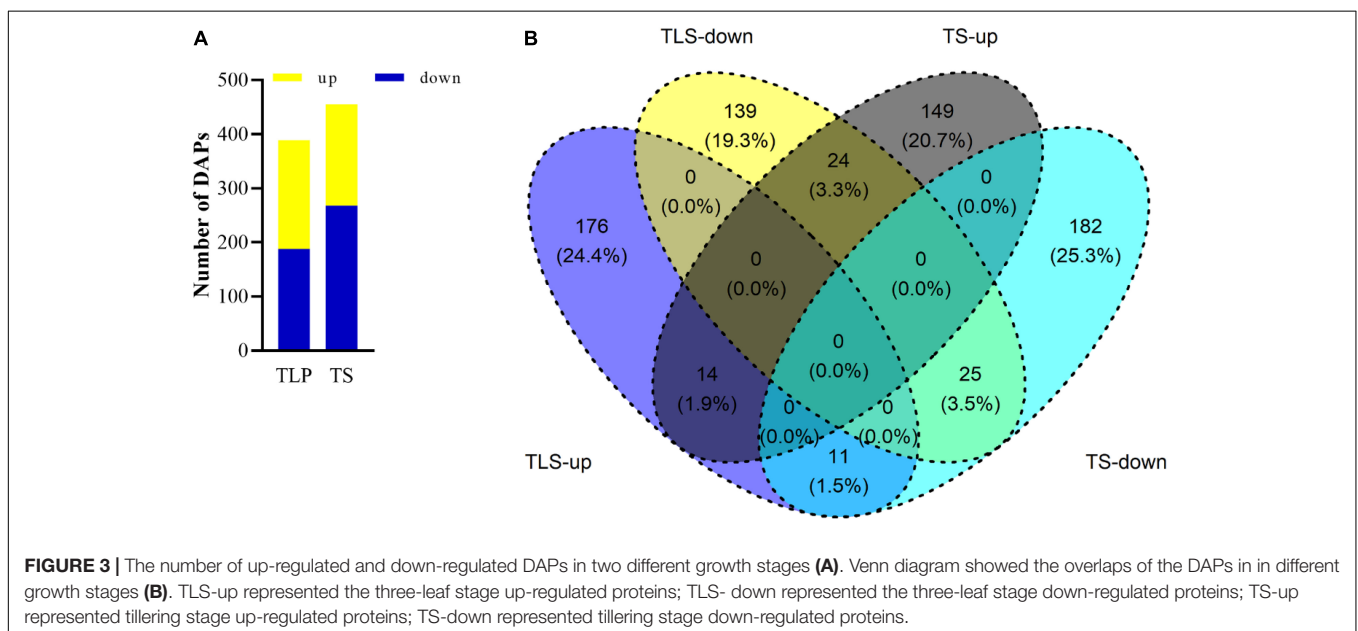 A
up
down
500
400
300
200
100
0
Number of DAPs
TLP
TS
B
TLS-down
TS-up
139
(19.3%)
149
(20.7%)
24
(3.3%)
0
(0.0%)
0
(0.0%)
176
(24.4%)
182
(25.3%)
0
(0.0%)
0
(0.0%)
0
(0.0%)
14
(1.9%)
25
(3.5%)
0
(0.0%)
0
(0.0%)
11
(1.5%)
TLS-up
TS-down
FIGURE 3 | The number of up-regulated and down-regulated DAPs in two different growth stages (A). Venn diagram showed the overlaps of the DAPs in in different
growth stages (B). TLS-up represented the three-leaf stage up-regulated proteins; TLS- down represented the three-leaf stage down-regulated proteins; TS-up
represented tillering stage up-regulated proteins; TS-down represented tillering stage down-regulated proteins.